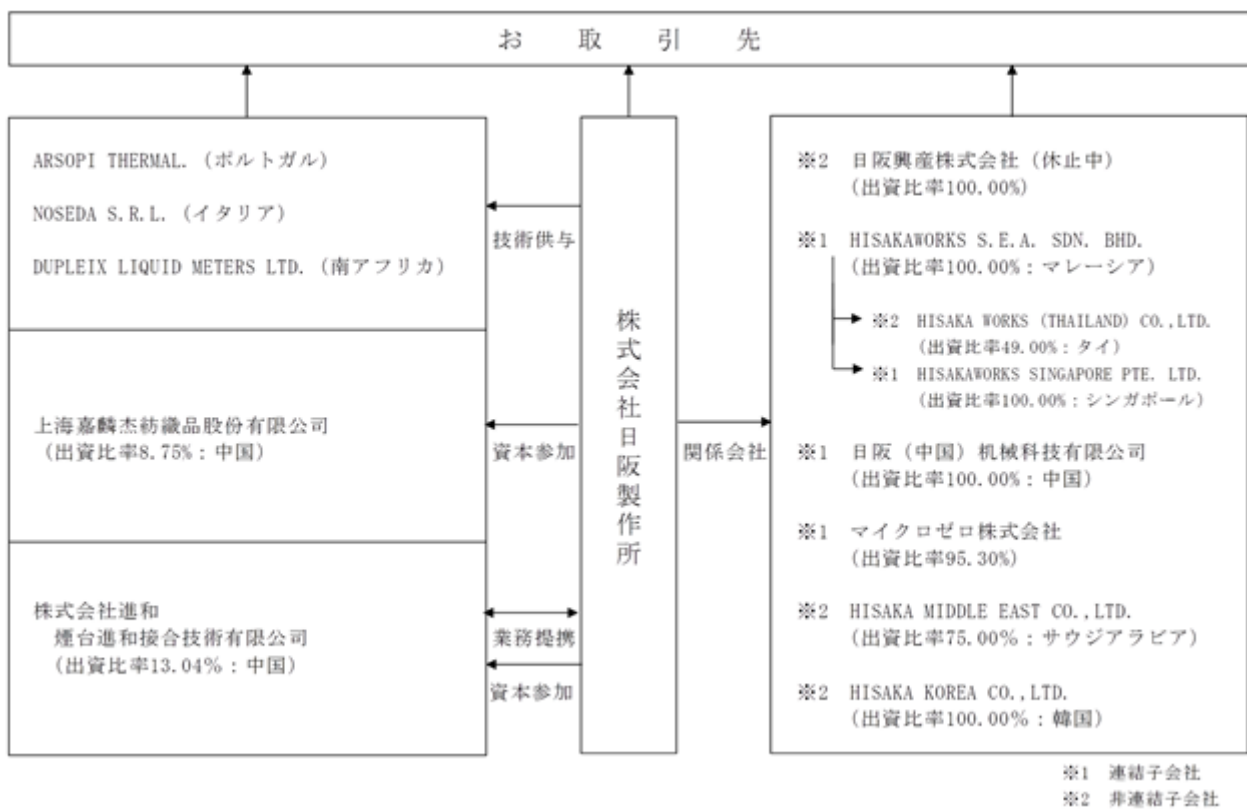 お取引先
ARSOPI THERMAL. (ポルトガル)
NOSEDA S.R.L. (イタリア)
DUPLEIX LIQUID METERS LTD. (南アフリカ)
技術供与
上海嘉麟杰紡織品股份有限公司
(出資比率8.75%:中国)
資本参加
株式会社進和
煙台進和接合技術有限公司
(出資比率13.04%:中国)
業務提携
資本参加
株式会社日阪製作所
関係会社
※2 日阪興産株式会社 (休止中)
(出資比率100.00%)
※1 HISAKAWORKS S.E.A. SDN. BHD.
(出資比率100.00%:マレーシア)
※2 HISAKA WORKS (THAILAND) CO.,LTD.
(出資比率49.00%:タイ)
※1 HISAKAWORKS SINGAPORE PTE. LTD.
(出資比率100.00%:シンガポール)
※1 日阪 (中国) 机械科技有限公司
(出資比率100.00%:中国)
※1 マイクロゼロ株式会社
(出資比率95.30%)
※2 HISAKA MIDDLE EAST CO.,LTD.
(出資比率75.00%:サウジアラビア)
※2 HISAKA KOREA CO.,LTD.
(出資比率100.00%:韓国)
※1 連結子会社
※2 非連結子会社